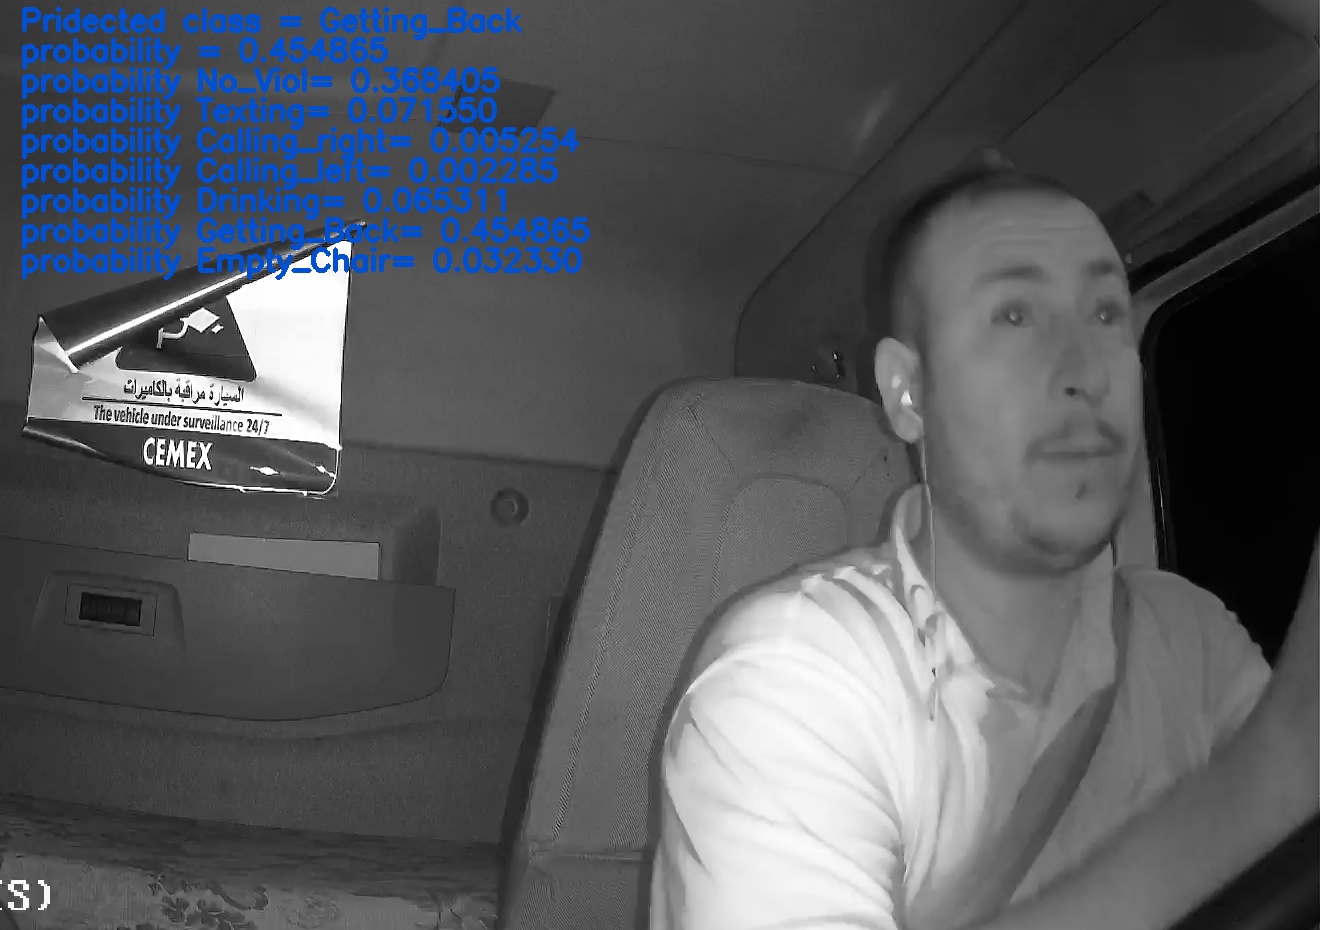 Pridected class = Getting_Back
probability = 0.454865
probability No_Viol= 0.368405
probability Texting= 0.071550
probability Calling_right= 0.005254
probability Calling_left= 0.002285
probability Drinking= 0.065311
probability Getting_Back= 0.454865
probability Empty_Chair= 0.032330
السيارة مراقبة بالكاميرات
The vehicle under surveillance 24/7
CEMEX
S)